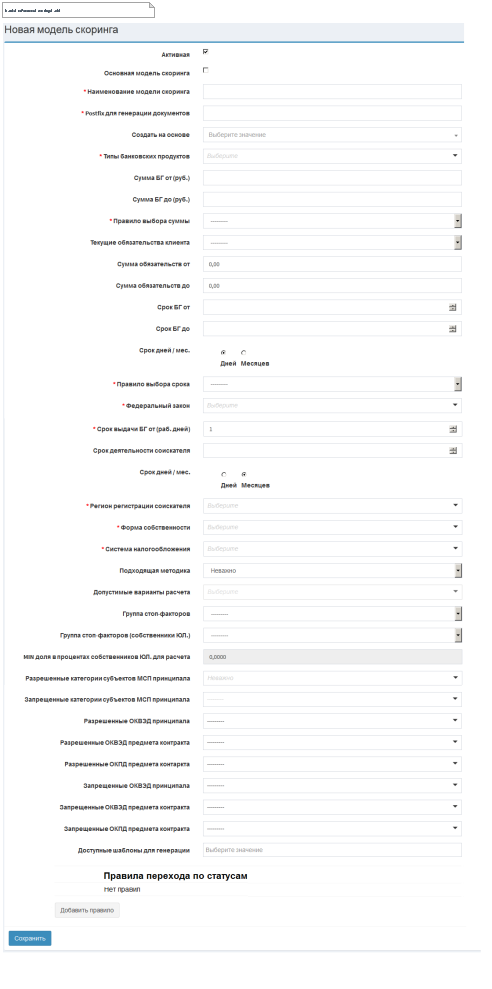 Новая модель скоринга
Активная
Основная модель скоринга
* Наименование модели скоринга
* Postfix для генерации документов
Создать на основе Выберите значение
* Типы банковских продуктов Выберите
Сумма БГ от (руб.)
Сумма БГ до (руб.)
* Правило выбора суммы ---------
Текущие обязательства клиента ---------
Сумма обязательств от 0,00
Сумма обязательств до 0,00
Срок БГ от
Срок БГ до
Срок дней / мес.
Дней Месяцев
* Правило выбора срока ---------
* Федеральный закон Выберите
* Срок выдачи БГ от (раб. дней) 1
Срок деятельности соискателя
Срок дней / мес.
Дней Месяцев
* Регион регистрации соискателя Выберите
* Форма собственности Выберите
* Система налогообложения Выберите
Подходящая методика Неважно
Допустимые варианты расчета Выберите
Группа стоп-факторов ---------
Группа стоп-факторов (собственники ЮЛ.) ---------
MIN доля в процентах собственников ЮЛ. для расчета 0,0000
Разрешенные категории субъектов МСП принципала Неважно
Запрещенные категории субъектов МСП принципала ---------
Разрешенные ОКВЭД принципала ---------
Разрешенные ОКВЭД предмета контракта ---------
Разрешенные ОКПД предмета контаркта ---------
Запрещенные ОКВЭД принципала ---------
Запрещенные ОКВЭД предмета контракта ---------
Запрещенные ОКПД предмета контракта ---------
Доступные шаблоны для генерации Выберите значение
Правила перехода по статусам
Нет правил
Добавить правило
Сохранить